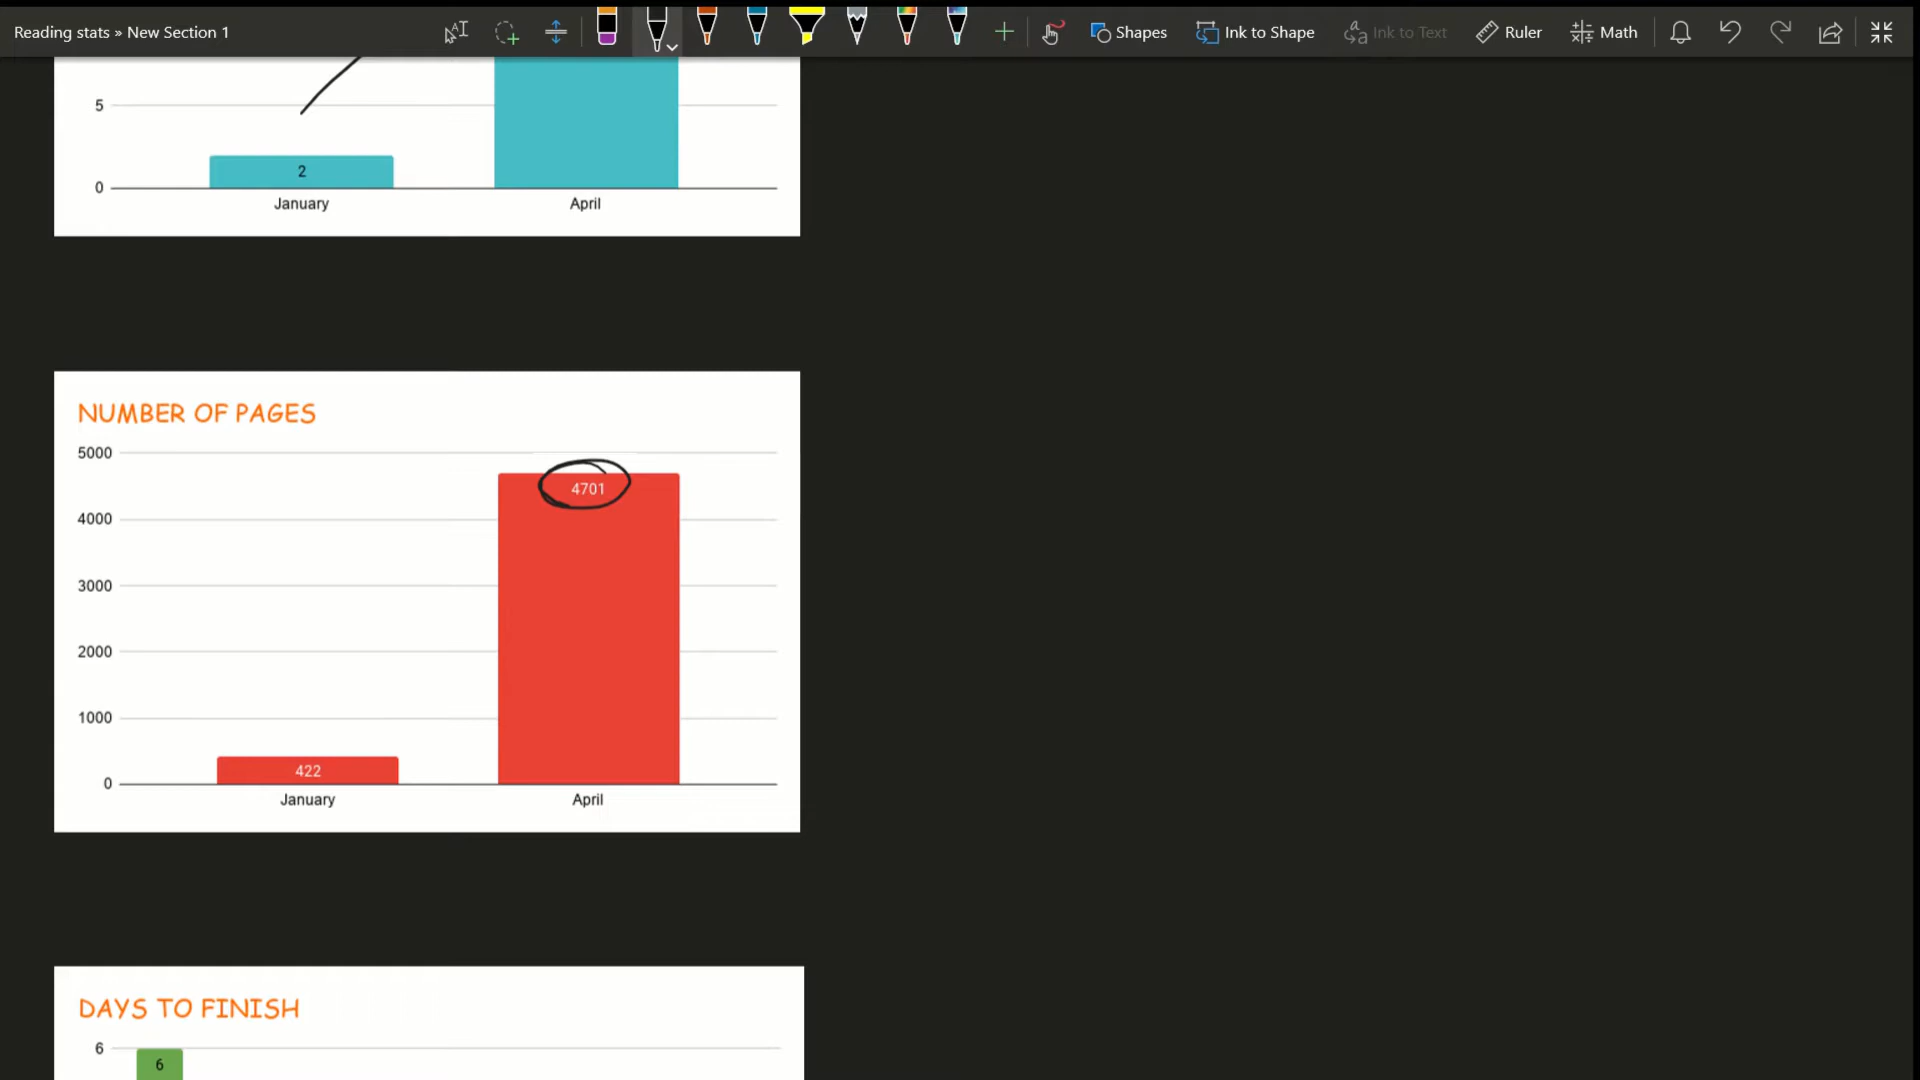 Reading stats » New Section 1
Shapes
Ink to Shape
Ink to Text
Ruler
Math
5
2
0
January
April
NUMBER OF PAGES
5000
4701
4000
3000
2000
1000
422
0
January
April
DAYS TO FINISH
6
6